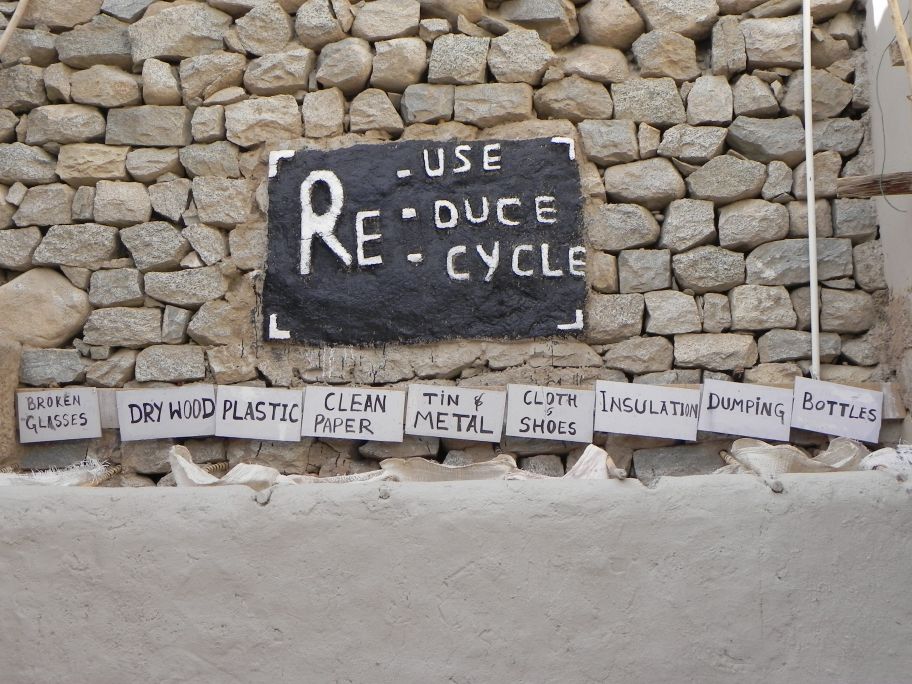 -USE
RE-DUCE
-CYCLE
BROKEN
GLASSES
DRY WOOD
PLASTIC
CLEAN
PAPER
TIN &
METAL
CLOTH
&
SHOES
INSULATION
DUMPING
BOTTLES